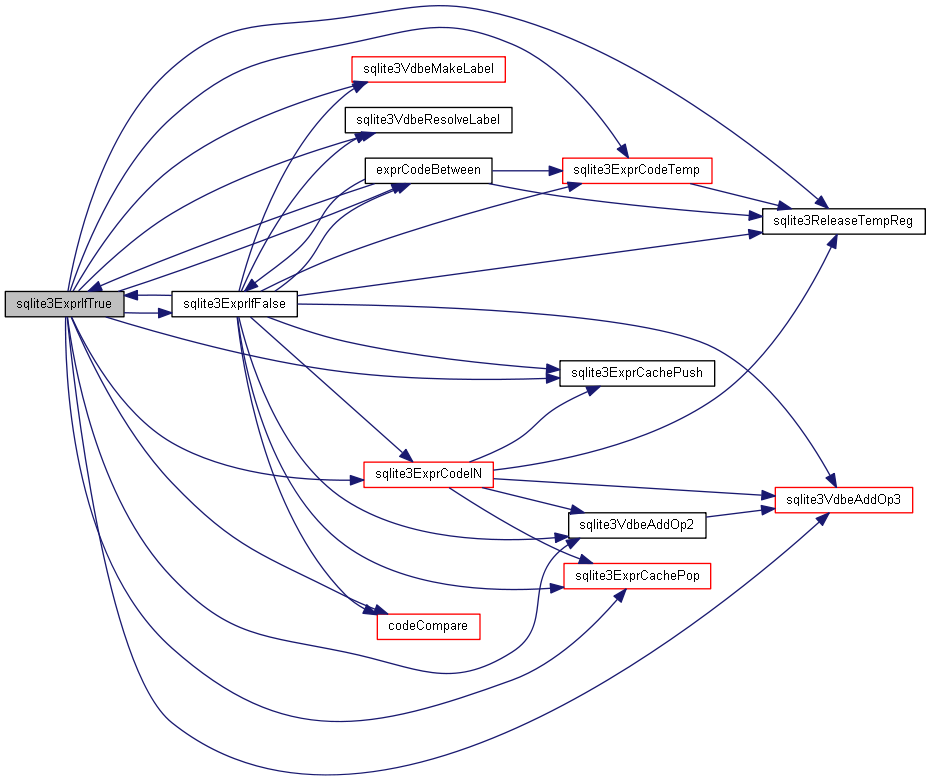 sqlite3VdbeMakeLabel
sqlite3VdbeResolveLabel
exprCodeBetween
sqlite3ExprCodeTemp
sqlite3ReleaseTempReg
sqlite3ExprIfTrue
sqlite3ExprIfFalse
sqlite3ExprCachePush
sqlite3ExprCodeIN
sqlite3VdbeAddOp3
sqlite3VdbeAddOp2
sqlite3ExprCachePop
codeCompare